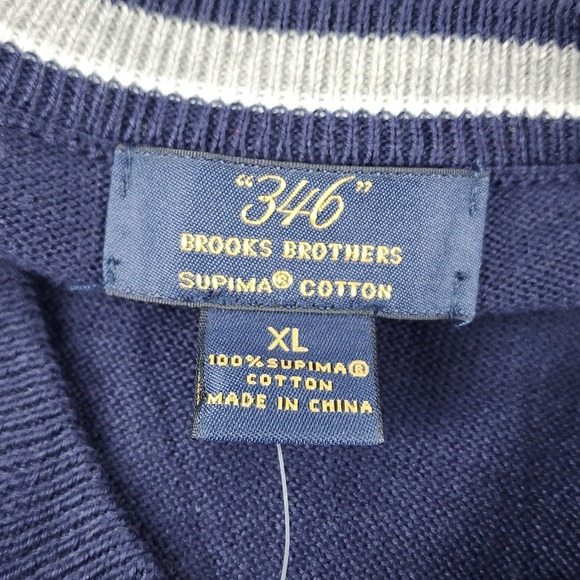 "346"
BROOKS BROTHERS
SUPIMA® COTTON
XL
100% SUPIMA®
COTTON
MADE IN CHINA